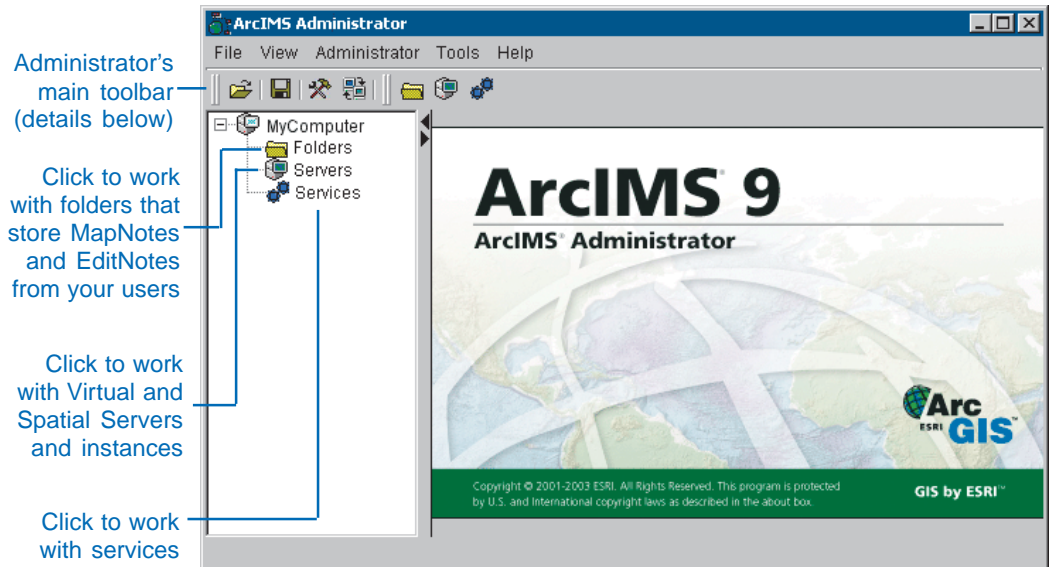 ArcIMS Administrator
File View Administrator Tools Help
Administrator's
main toolbar
(details below)
MyComputer
Folders
Servers
Services
Click to work
with folders that
store MapNotes
and EditNotes
from your users
Click to work
with Virtual and
Spatial Servers
and instances
Click to work
with services
ArcIMS® 9
ArcIMS® Administrator
Arc
ESRI GIS™
Copyright © 2001-2003 ESRI. All Rights Reserved. This program is protected
by U.S. and International copyright laws as described in the about box.
GIS by ESRI™